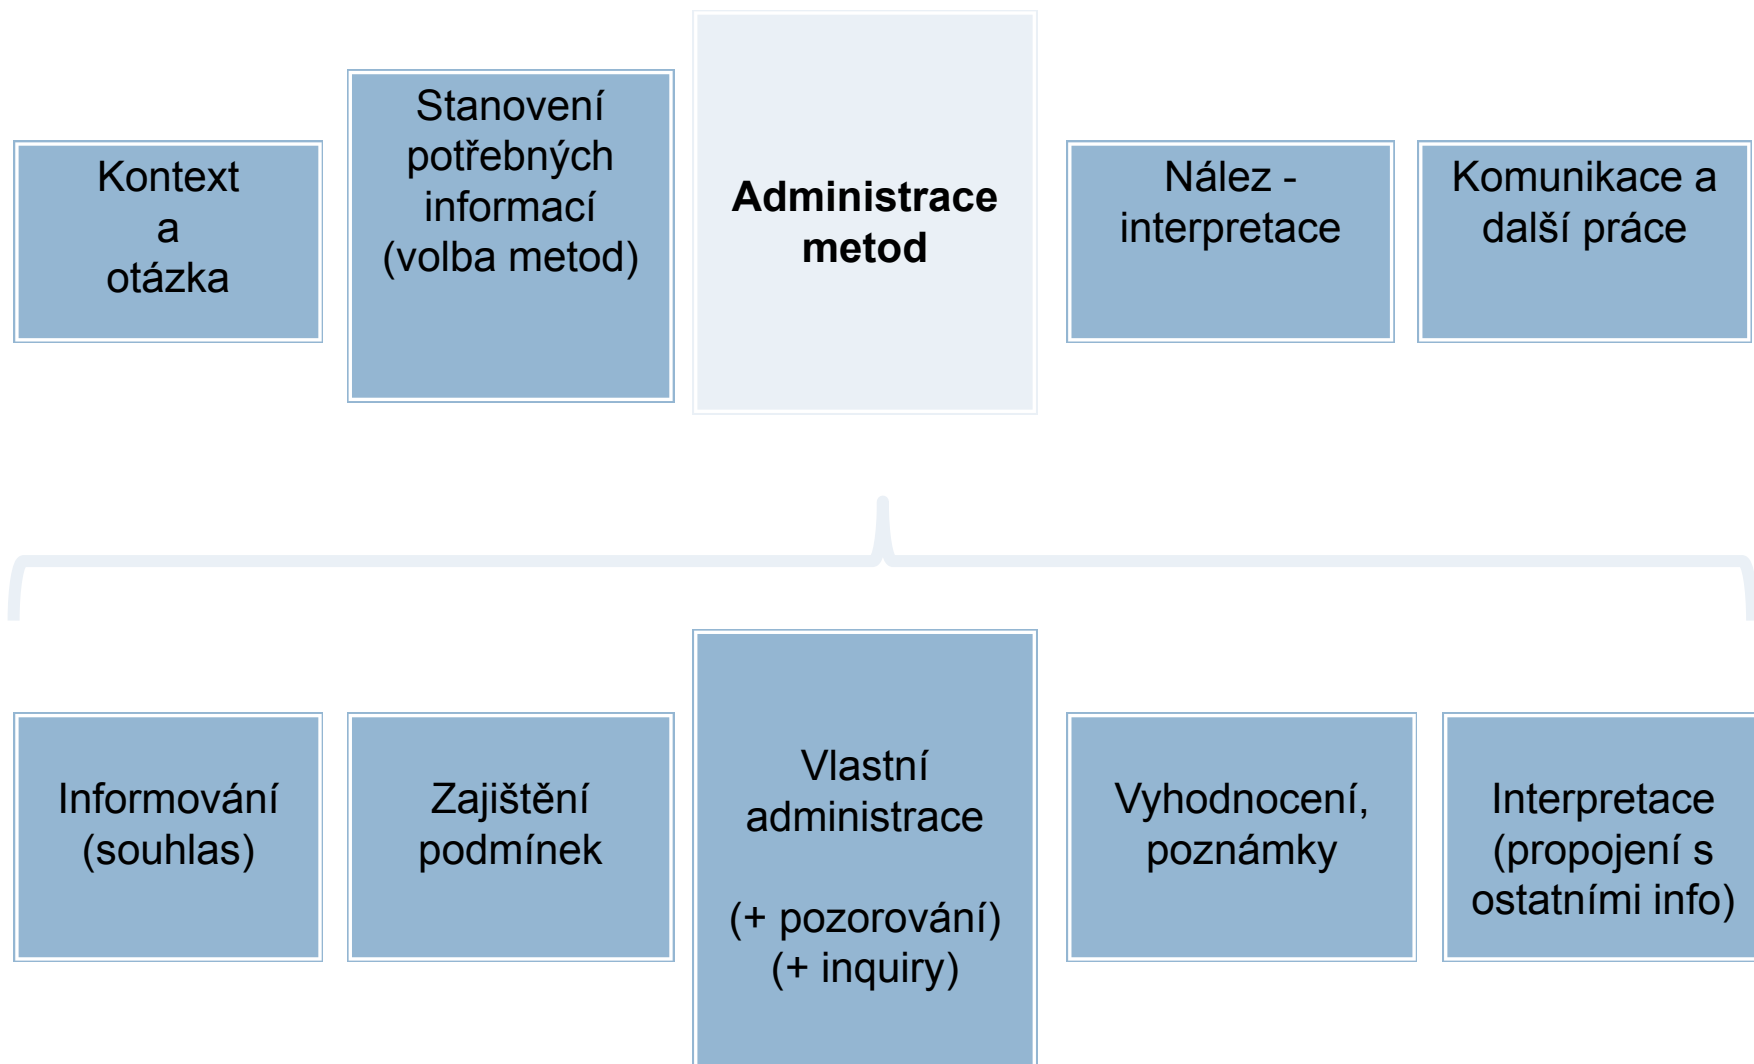 Kontext
a
otázka
Stanovení
potřebných
informací
(volba metod)
Administrace
metod
Nález -
interpretace
Komunikace a
další práce
Informování
(souhlas)
Zajištění
podmínek
Vlastní
administrace
(+ pozorování)
(+ inquiry)
Vyhodnocení,
poznámky
Interpretace
(propojení s
ostatními info)